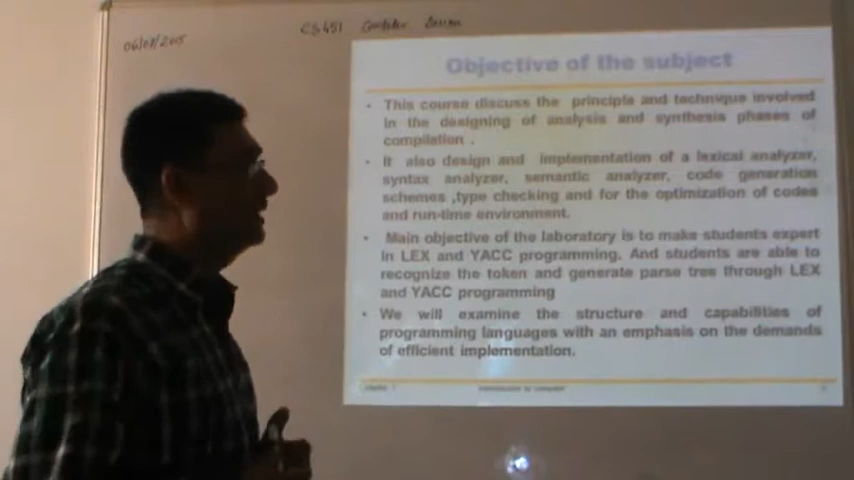 06/07/2015
CS451
Objective of the subject
• This course discuss the principle and technique involved
in the designing of analysis and synthesis phases of
compilation .
• It also design and implementation of a lexical analyzer,
syntax analyzer, semantic analyzer, code generation
schemes ,type checking and for the optimization of codes
and run-time environment.
• Main objective of the laboratory is to make students expert
in LEX and YACC programming. And students are able to
recognize the token and generate parse tree through LEX
and YACC programming
• We will examine the structure and capabilities of
programming languages with an emphasis on the demands
of efficient implementation.